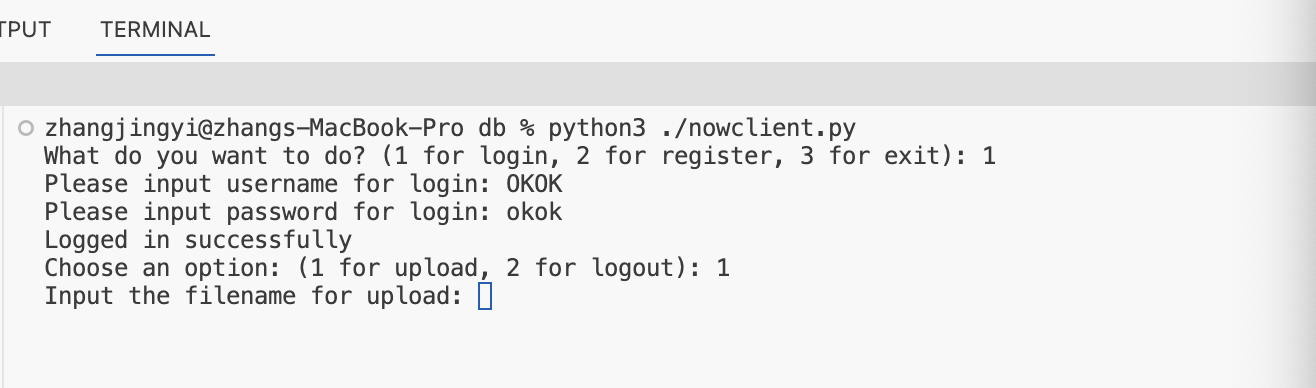 TPUT TERMINAL
zhangjingyi@zhangs-MacBook-Pro db % python3 ./nowclient.py
What do you want to do? (1 for login, 2 for register, 3 for exit): 1
Please input username for login: OKOK
Please input password for login: okok
Logged in successfully
Choose an option: (1 for upload, 2 for logout): 1
Input the filename for upload: